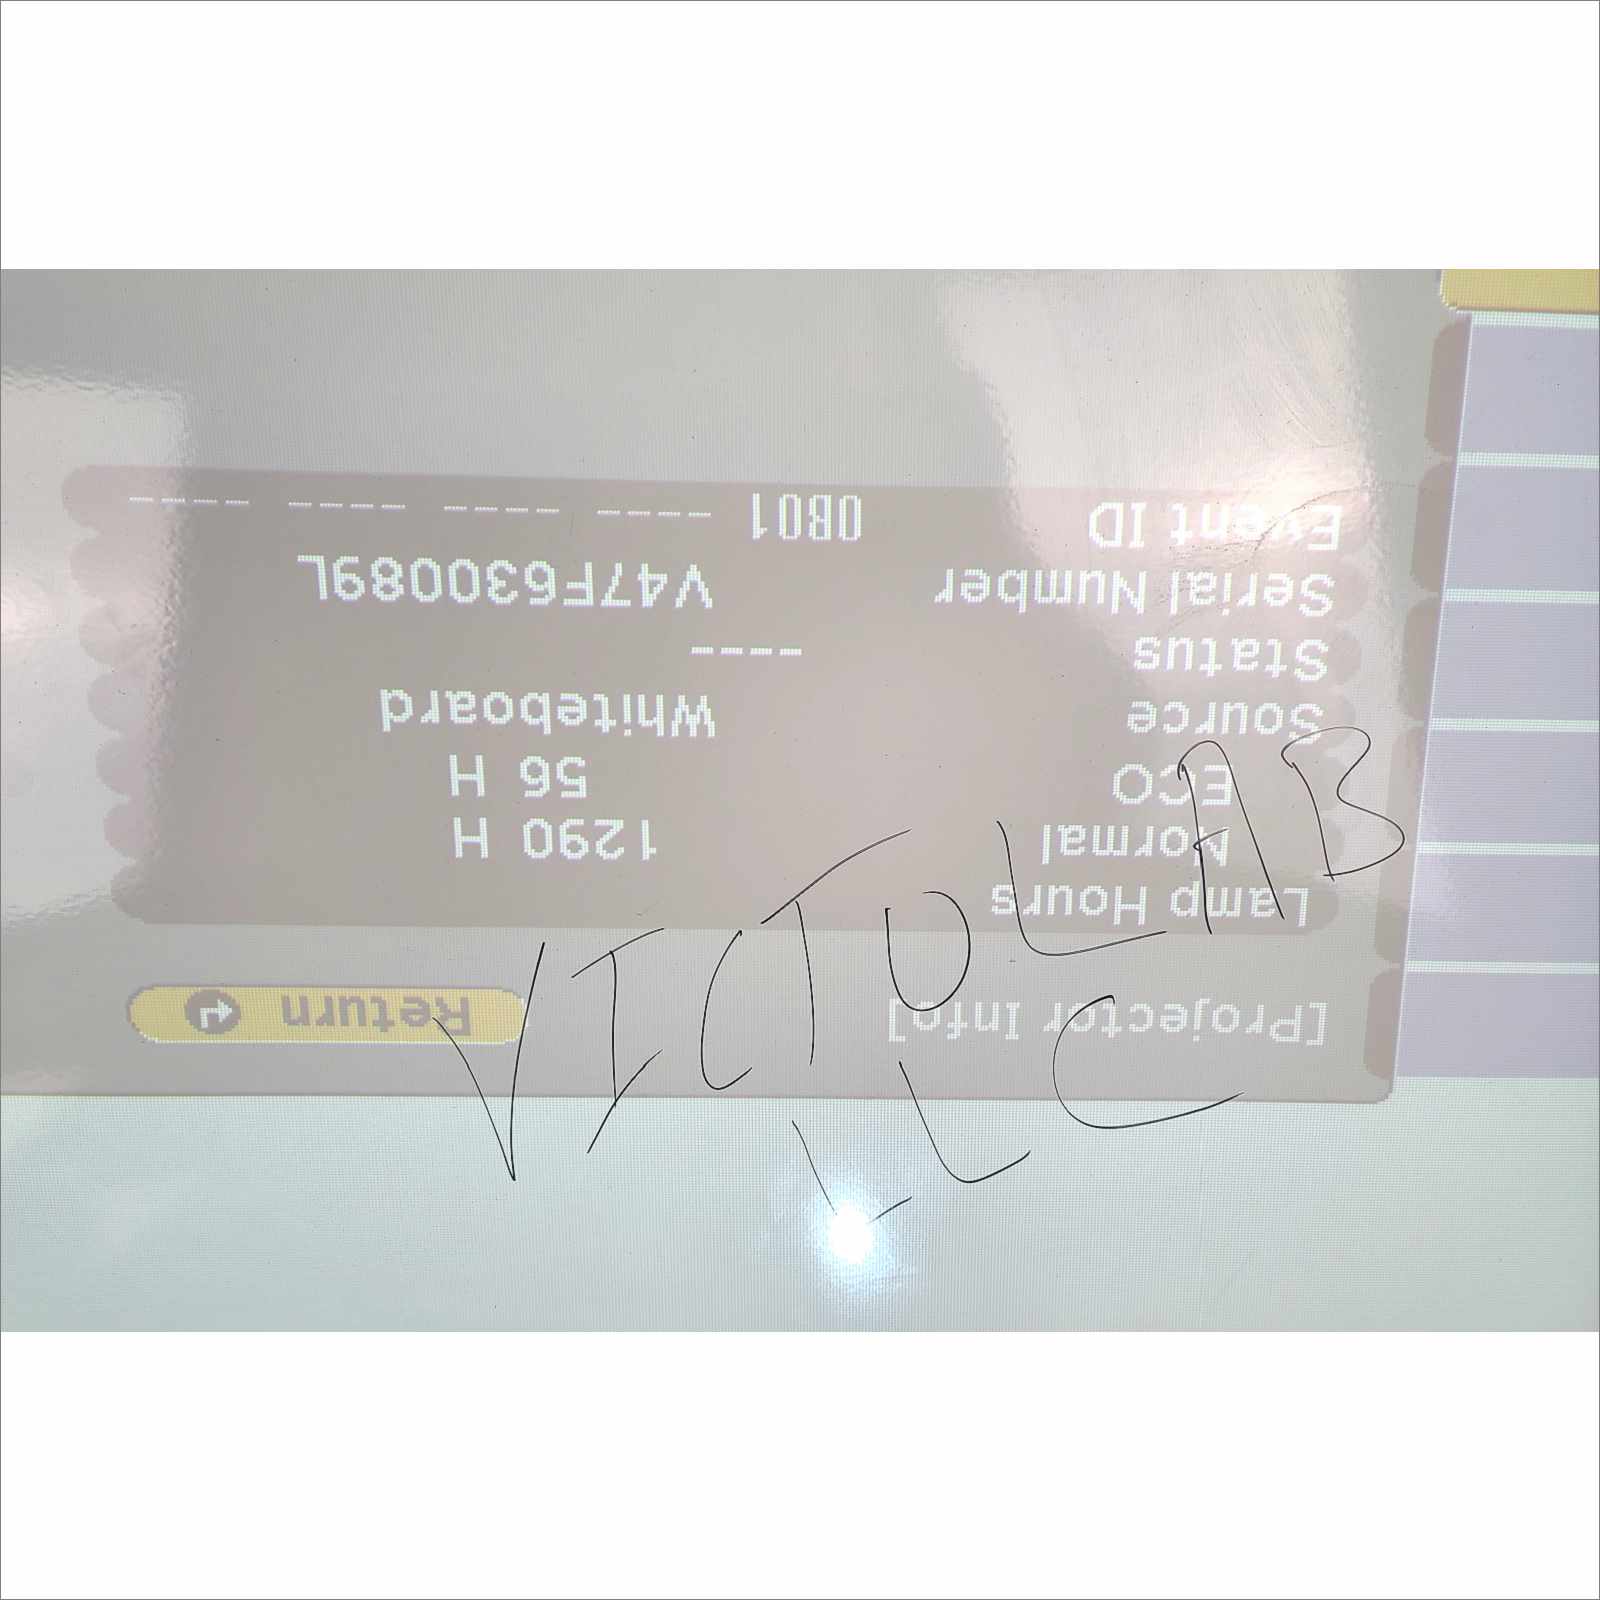 [Projector Info] Return
Lamp Hours
Normal 1290 H
ECO 56 H
Source Whiteboard
Status ----
Serial Number V47F630089L
Event ID 0B01 ---- ---- ---- ----
VICTOLAB
LLC